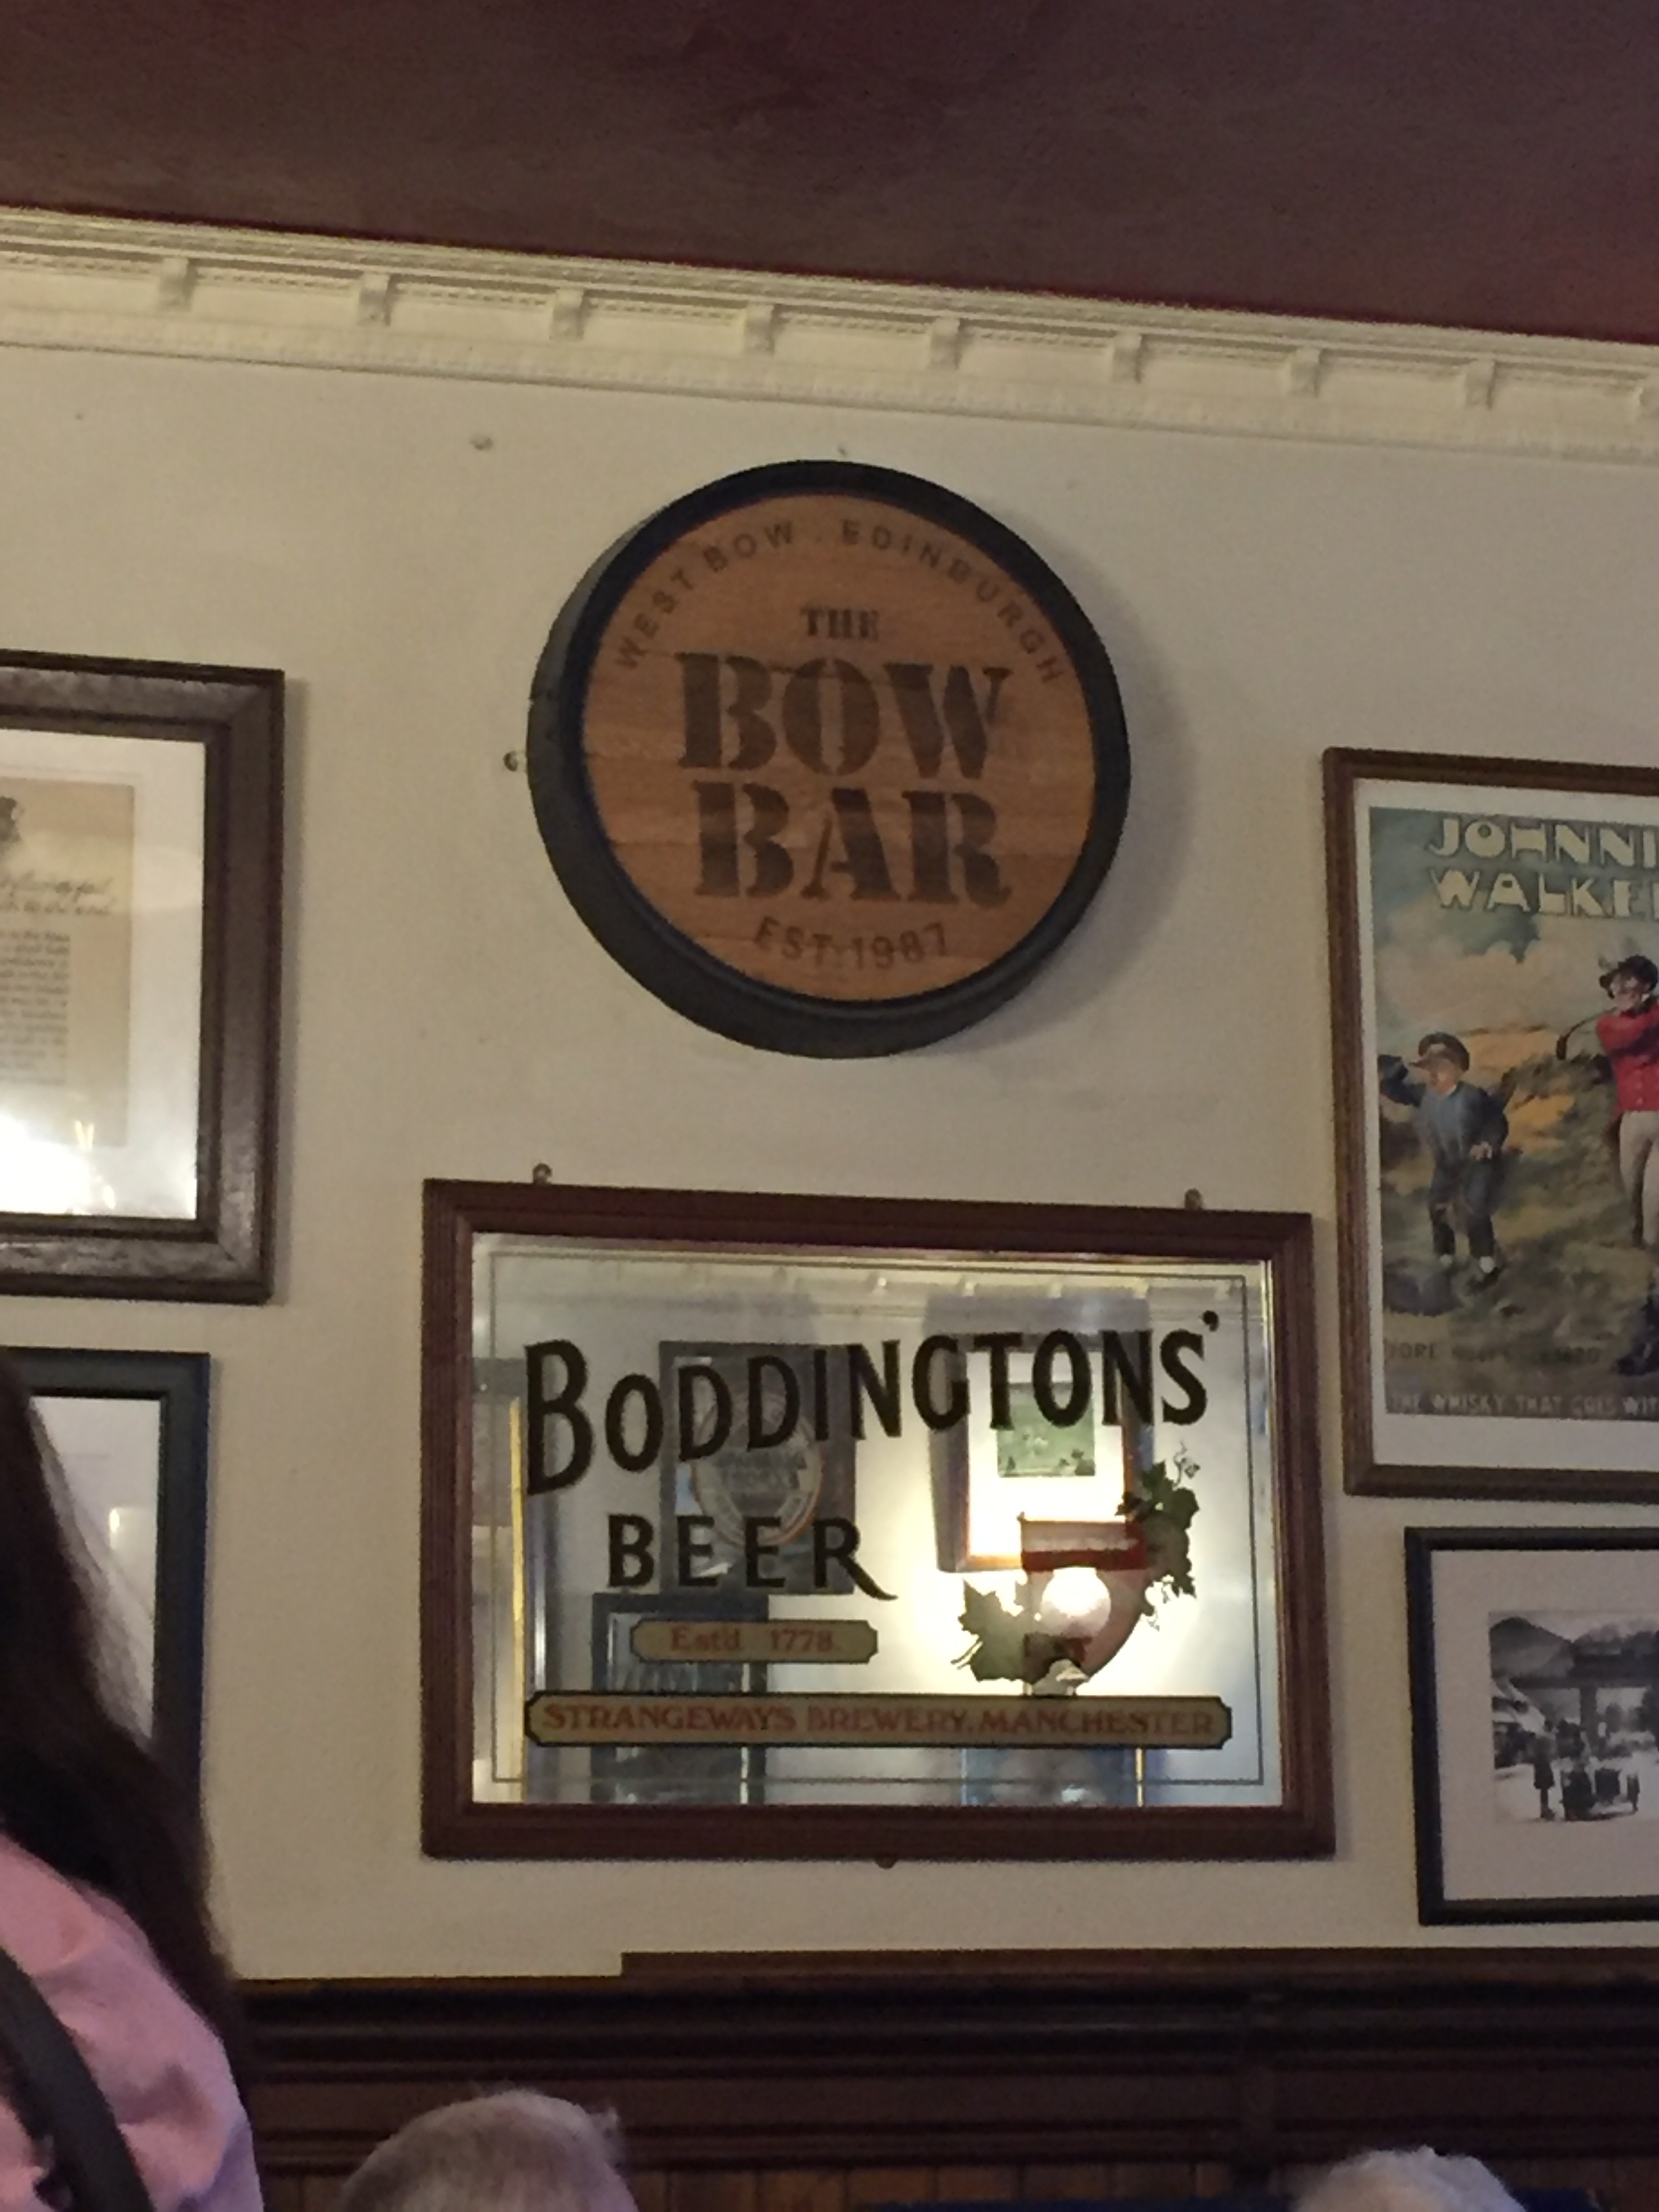 WEST BOW . EDINBURGH
THE
BOW
BAR
EST·1987
JOHNNI
WALKE
BODDINGTONS'
BEER
Estd. 1778.
STRANGEWAYS BREWERY. MANCHESTER
THE WHISKY THAT GOES WIT